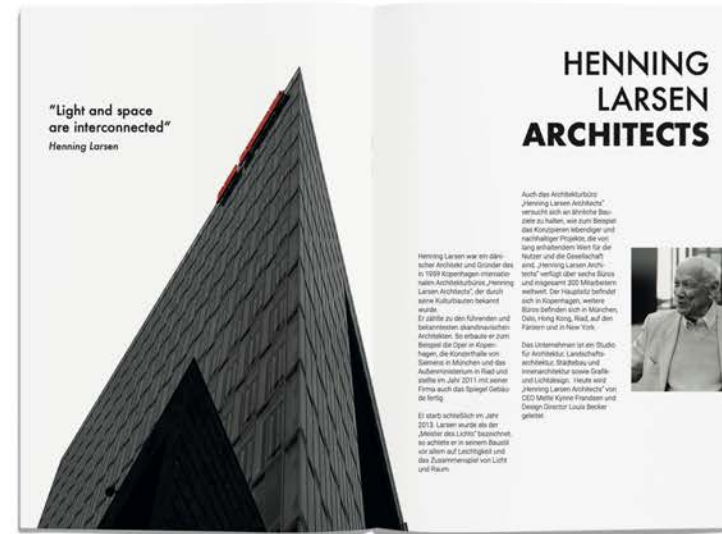 "Light and space
are interconnected"
Henning Larsen
HENNING
LARSEN
ARCHITECTS
Henning Larsen war ein däni-
scher Architekt und Gründer des
in 1959 Kopenhagen internatio-
nalen Architekturbüros „Henning
Larsen Architects", der durch
seine Kulturbauten bekannt
wurde.
Er zählte zu den führenden und
bekanntesten skandinavischen
Architekten. So erbaute er zum
Beispiel die Oper in Kopen-
hagen, die Konzerthalle von
Siemens in München und das
Außenministerium in Riad und
stellte im Jahr 2011 mit seiner
Firma auch das Spiegel Gebäu-
de fertig.
Er starb schließlich im Jahr
2013. Larsen wurde als der
„Meister des Lichts" bezeichnet,
so achtete er in seinem Baustil
vor allem auf Leichtigkeit und
das Zusammenspiel von Licht
und Raum.
Auch das Architekturbüro
„Henning Larsen Architects"
versucht sich an ähnliche Bau-
ziele zu halten, wie zum Beispiel
das Konzipieren lebendiger und
nachhaltiger Projekte, die von
lang anhaltendem Wert für die
Nutzer und die Gesellschaft
sind. „Henning Larsen Archi-
tects" verfügt über sechs Büros
und insgesamt 300 Mitarbeitern
weltweit. Der Hauptsitz befindet
sich in Kopenhagen, weitere
Büros befinden sich in München,
Oslo, Hong Kong, Riad, auf den
Färöern und in New York.
Das Unternehmen ist ein Studio
für Architektur, Landschafts-
architektur, Städtebau und
Innenarchitektur sowie Grafik-
und Lichtdesign. Heute wird
„Henning Larsen Architects" von
CEO Mette Kynne Frandsen und
Design Director Louis Becker
geleitet.